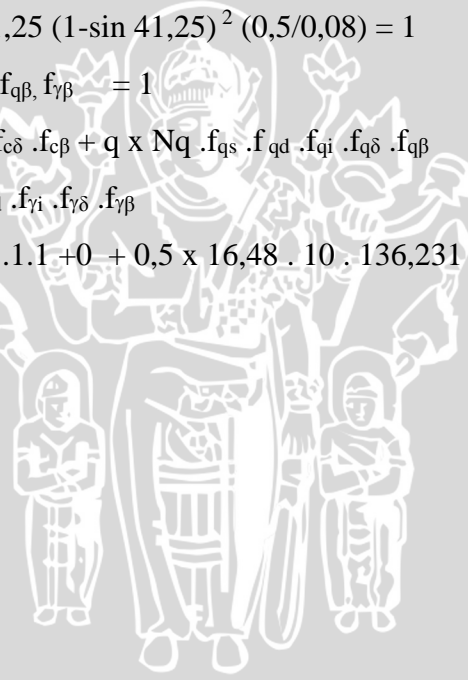 ,25 (1-sin 41,25) ² (0,5/0,08) = 1
f_qβ, f_γβ = 1
f_cδ .f_cβ + q x Nq .f_qs .f_qd .f_qi .f_qδ .f_qβ
.f_γi .f_γδ .f_γβ
.1.1 +0 + 0,5 x 16,48 . 10 . 136,231